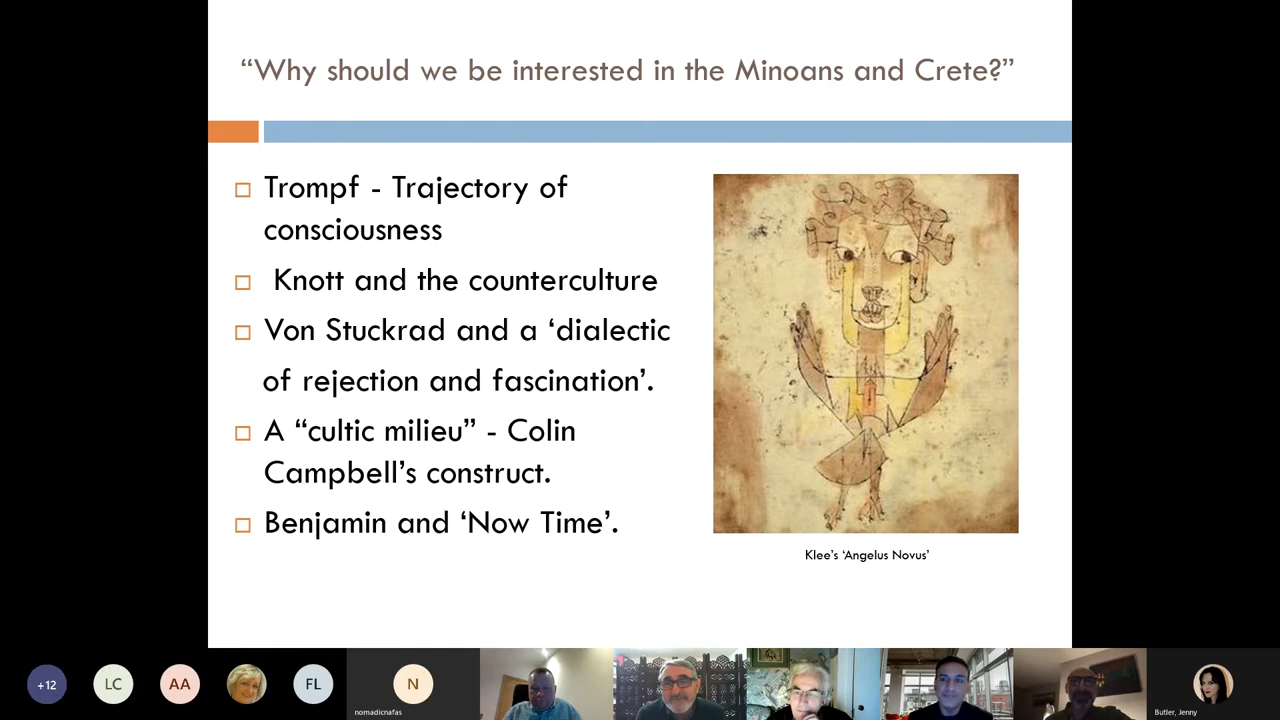 “Why should we be interested in the Minoans and Crete?”
Trompf - Trajectory of
consciousness
Knott and the counterculture
Von Stuckrad and a ‘dialectic
of rejection and fascination’.
A “cultic milieu” - Colin
Campbell’s construct.
Benjamin and ‘Now Time’.
Klee’s ‘Angelus Novus’
+12
LC
AA
FL
N
nomadicnafas
Butler, Jenny